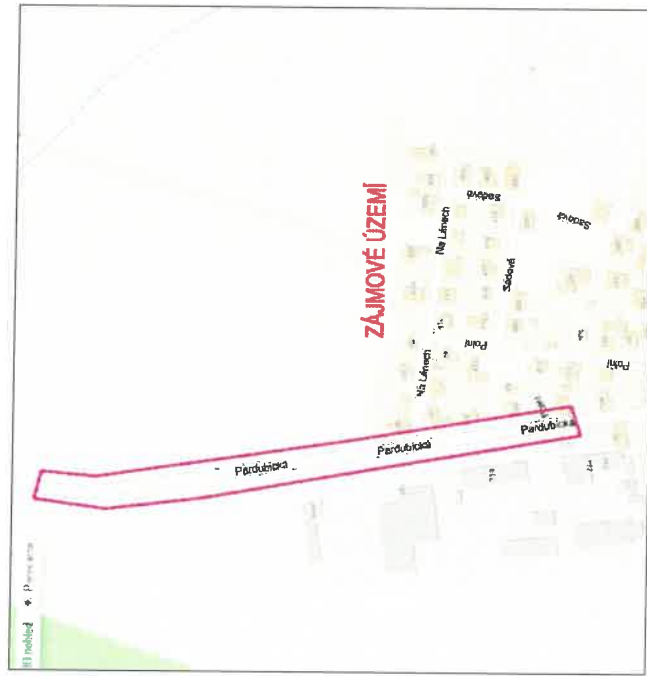 ZÁJMOVÉ ÚZEMÍ
Na Lánech
Sadová
Sadová
Sadová
Na Lánech
Polní
Polní
Pardubická
Pardubická
Pardubická